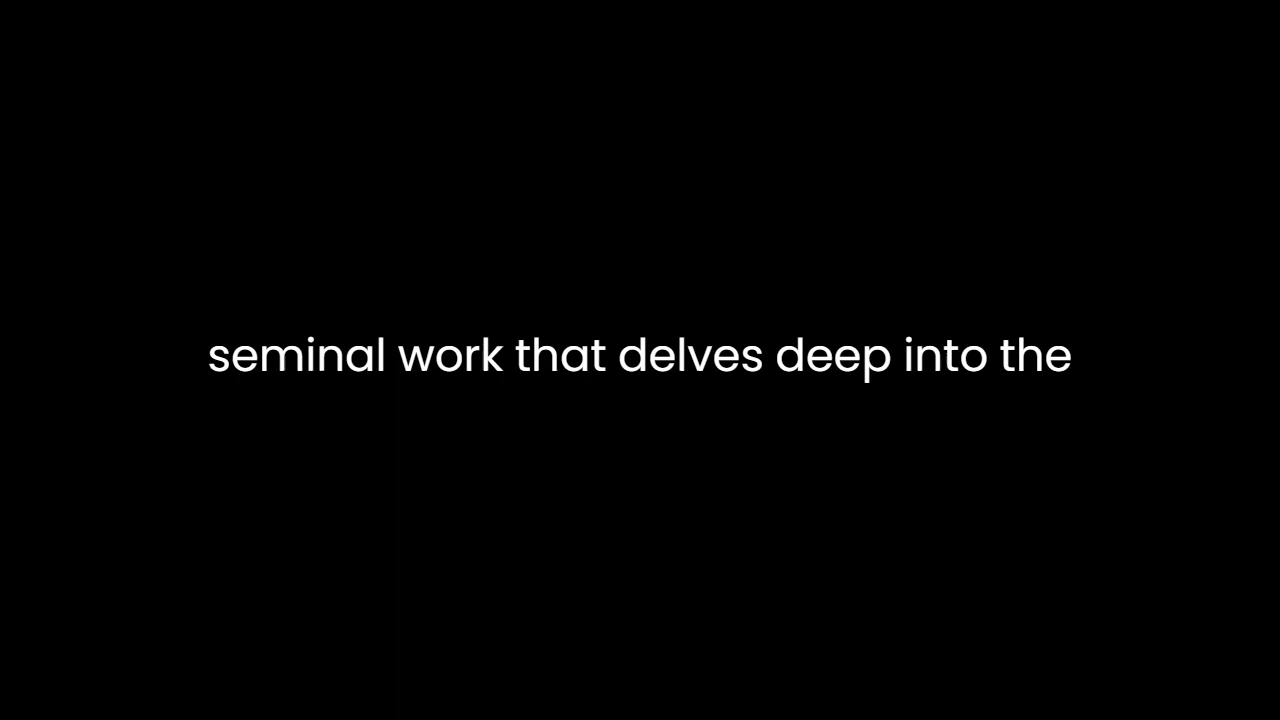 seminal work that delves deep into the